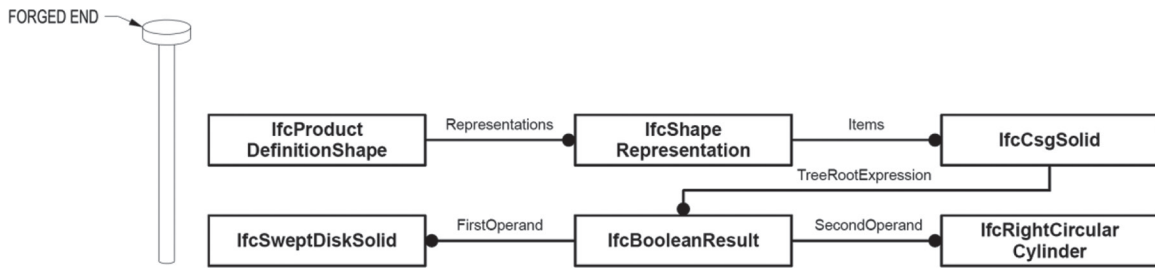 FORGED END
IfcProduct
DefinitionShape
Representations
IfcShape
Representation
Items
IfcCsgSolid
TreeRootExpression
IfcSweptDiskSolid
FirstOperand
IfcBooleanResult
SecondOperand
IfcRightCircular
Cylinder